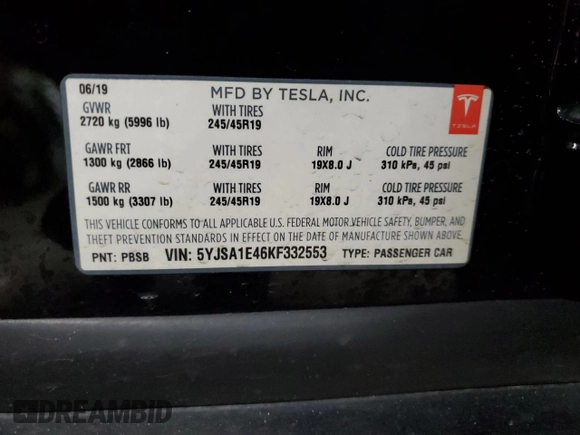 06/19 MFD BY TESLA, INC.
GVWR WITH TIRES
2720 kg (5996 lb) 245/45R19
TESLA
GAWR FRT WITH TIRES RIM COLD TIRE PRESSURE
1300 kg (2866 lb) 245/45R19 19X8.0 J 310 kPa, 45 psi
GAWR RR WITH TIRES RIM COLD TIRE PRESSURE
1500 kg (3307 lb) 245/45R19 19X8.0 J 310 kPa, 45 psi
THIS VEHICLE CONFORMS TO ALL APPLICABLE U.S. FEDERAL MOTOR VEHICLE SAFETY, BUMPER, AND
THEFT PREVENTION STANDARDS IN EFFECT ON THE DATE OF MANUFACTURE SHOWN ABOVE.
PNT: PBSB VIN: 5YJSA1E46KF332553 TYPE: PASSENGER CAR
DREAMBID